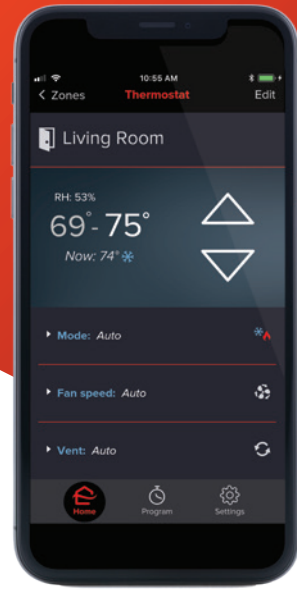 10:55 AM
Zones Thermostat Edit
Living Room
RH: 53%
69°- 75°
Now: 74°
Mode: Auto
Fan speed: Auto
Vent: Auto
Home Program Settings